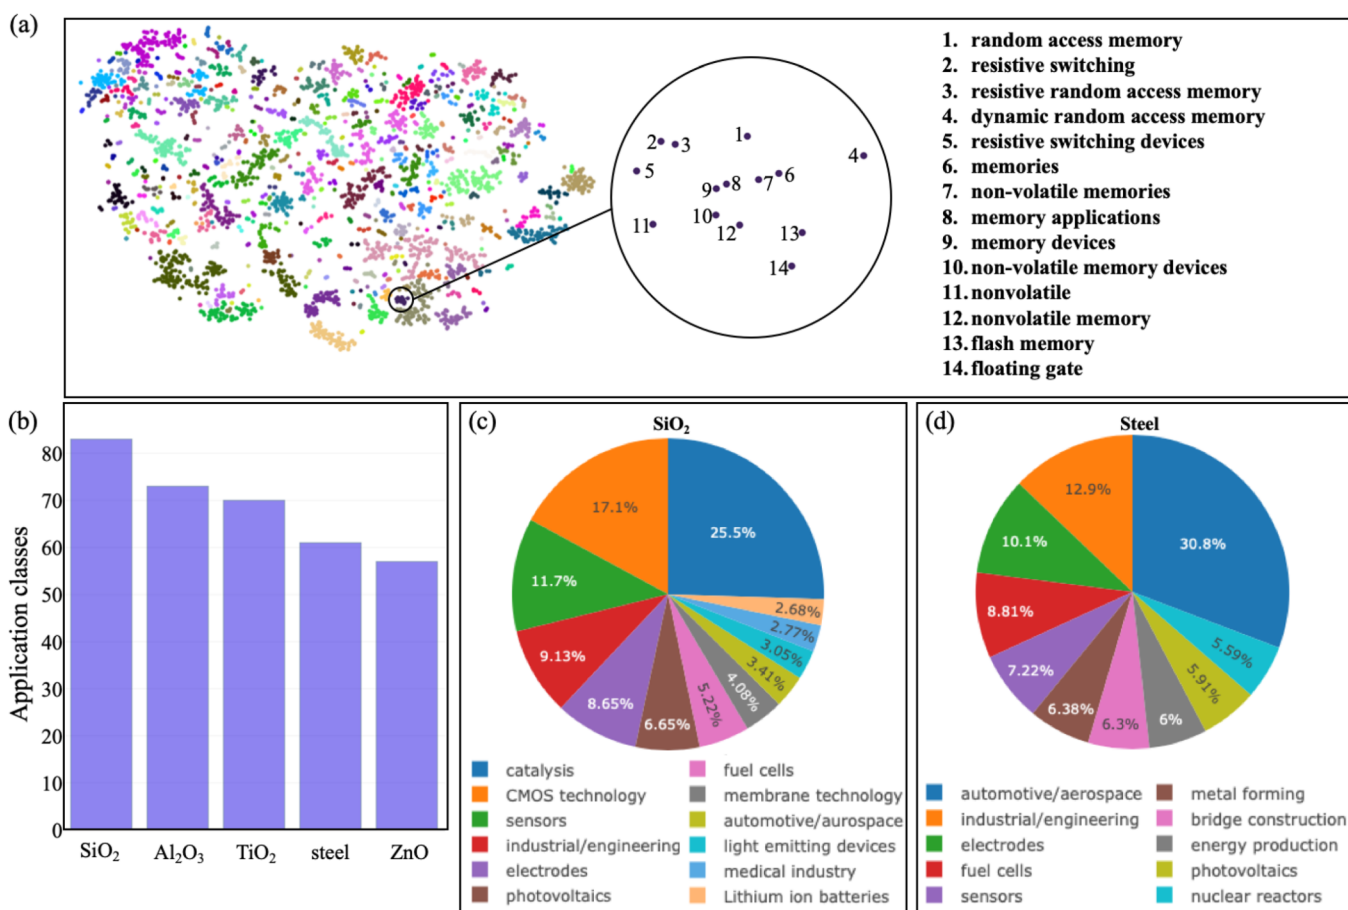 (a)
1. random access memory
2. resistive switching
3. resistive random access memory
4. dynamic random access memory
5. resistive switching devices
6. memories
7. non-volatile memories
8. memory applications
9. memory devices
10. non-volatile memory devices
11. nonvolatile
12. nonvolatile memory
13. flash memory
14. floating gate
1
2 3
4
5
6
7
8
9
10
11
12
13
14
(b)
Application classes
80
70
60
50
40
30
20
10
0
SiO₂ Al₂O₃ TiO₂ steel ZnO
(c)
SiO₂
25.5%
17.1%
11.7%
9.13%
8.65%
6.65%
5.22%
4.08%
3.41%
3.05%
2.77%
2.68%
catalysis
CMOS technology
sensors
industrial/engineering
electrodes
photovoltaics
fuel cells
membrane technology
automotive/aurospace
light emitting devices
medical industry
Lithium ion batteries
(d)
Steel
30.8%
12.9%
10.1%
8.81%
7.22%
6.38%
6.3%
6%
5.91%
5.59%
automotive/aerospace
industrial/engineering
electrodes
fuel cells
sensors
metal forming
bridge construction
energy production
photovoltaics
nuclear reactors